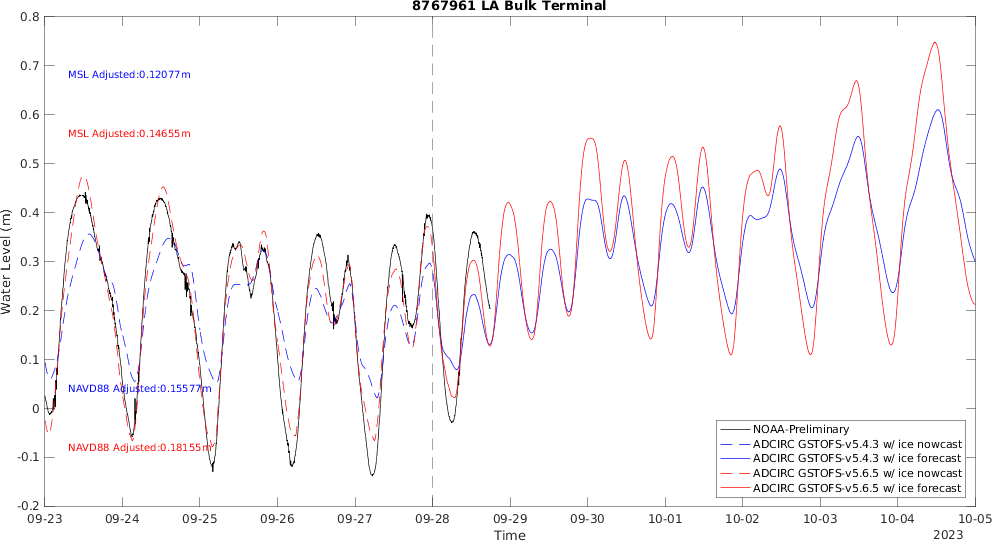 8767961 LA Bulk Terminal
0.8
0.7
0.6
0.5
0.4
0.3
0.2
0.1
0
-0.1
-0.2
Water Level (m)
MSL Adjusted:0.12077m
MSL Adjusted:0.14655m
NAVD88 Adjusted:0.15577m
NAVD88 Adjusted:0.18155m
NOAA-Preliminary
ADCIRC GSTOFS-v5.4.3 w/ ice nowcast
ADCIRC GSTOFS-v5.4.3 w/ ice forecast
ADCIRC GSTOFS-v5.6.5 w/ ice nowcast
ADCIRC GSTOFS-v5.6.5 w/ ice forecast
09-23 09-24 09-25 09-26 09-27 09-28 09-29 09-30 10-01 10-02 10-03 10-04 10-05
Time
2023